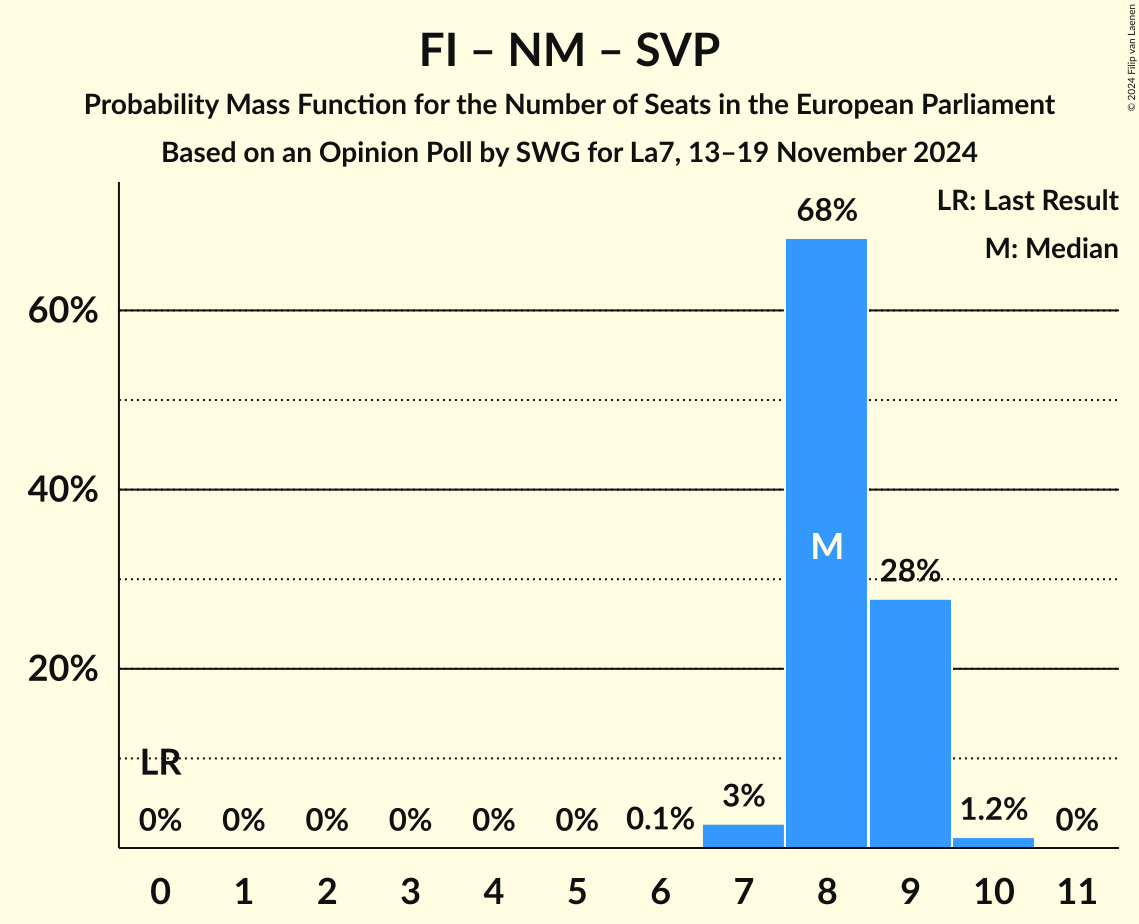 FI – NM – SVP
Probability Mass Function for the Number of Seats in the European Parliament
Based on an Opinion Poll by SWG for La7, 13–19 November 2024
© 2024 Filip van Laenen
LR: Last Result
M: Median
68%
60%
40%
M
28%
20%
LR
0% 0% 0% 0% 0% 0% 0.1% 3% 1.2% 0%
0 1 2 3 4 5 6 7 8 9 10 11